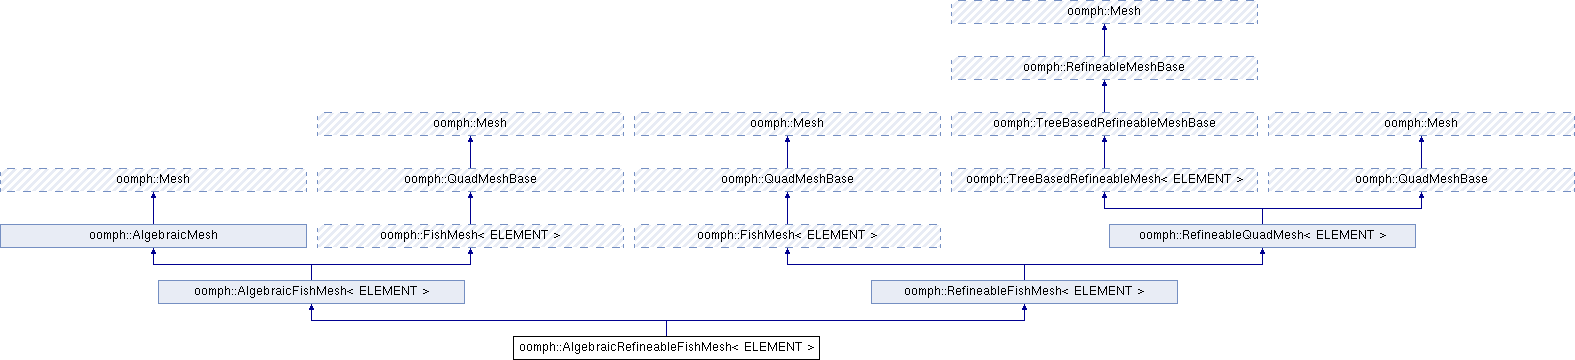 oomph::Mesh
oomph::RefineableMeshBase
oomph::Mesh
oomph::Mesh
oomph::TreeBasedRefineableMeshBase
oomph::Mesh
oomph::Mesh
oomph::QuadMeshBase
oomph::QuadMeshBase
oomph::TreeBasedRefineableMesh< ELEMENT >
oomph::QuadMeshBase
oomph::AlgebraicMesh
oomph::FishMesh< ELEMENT >
oomph::FishMesh< ELEMENT >
oomph::RefineableQuadMesh< ELEMENT >
oomph::AlgebraicFishMesh< ELEMENT >
oomph::RefineableFishMesh< ELEMENT >
oomph::AlgebraicRefineableFishMesh< ELEMENT >